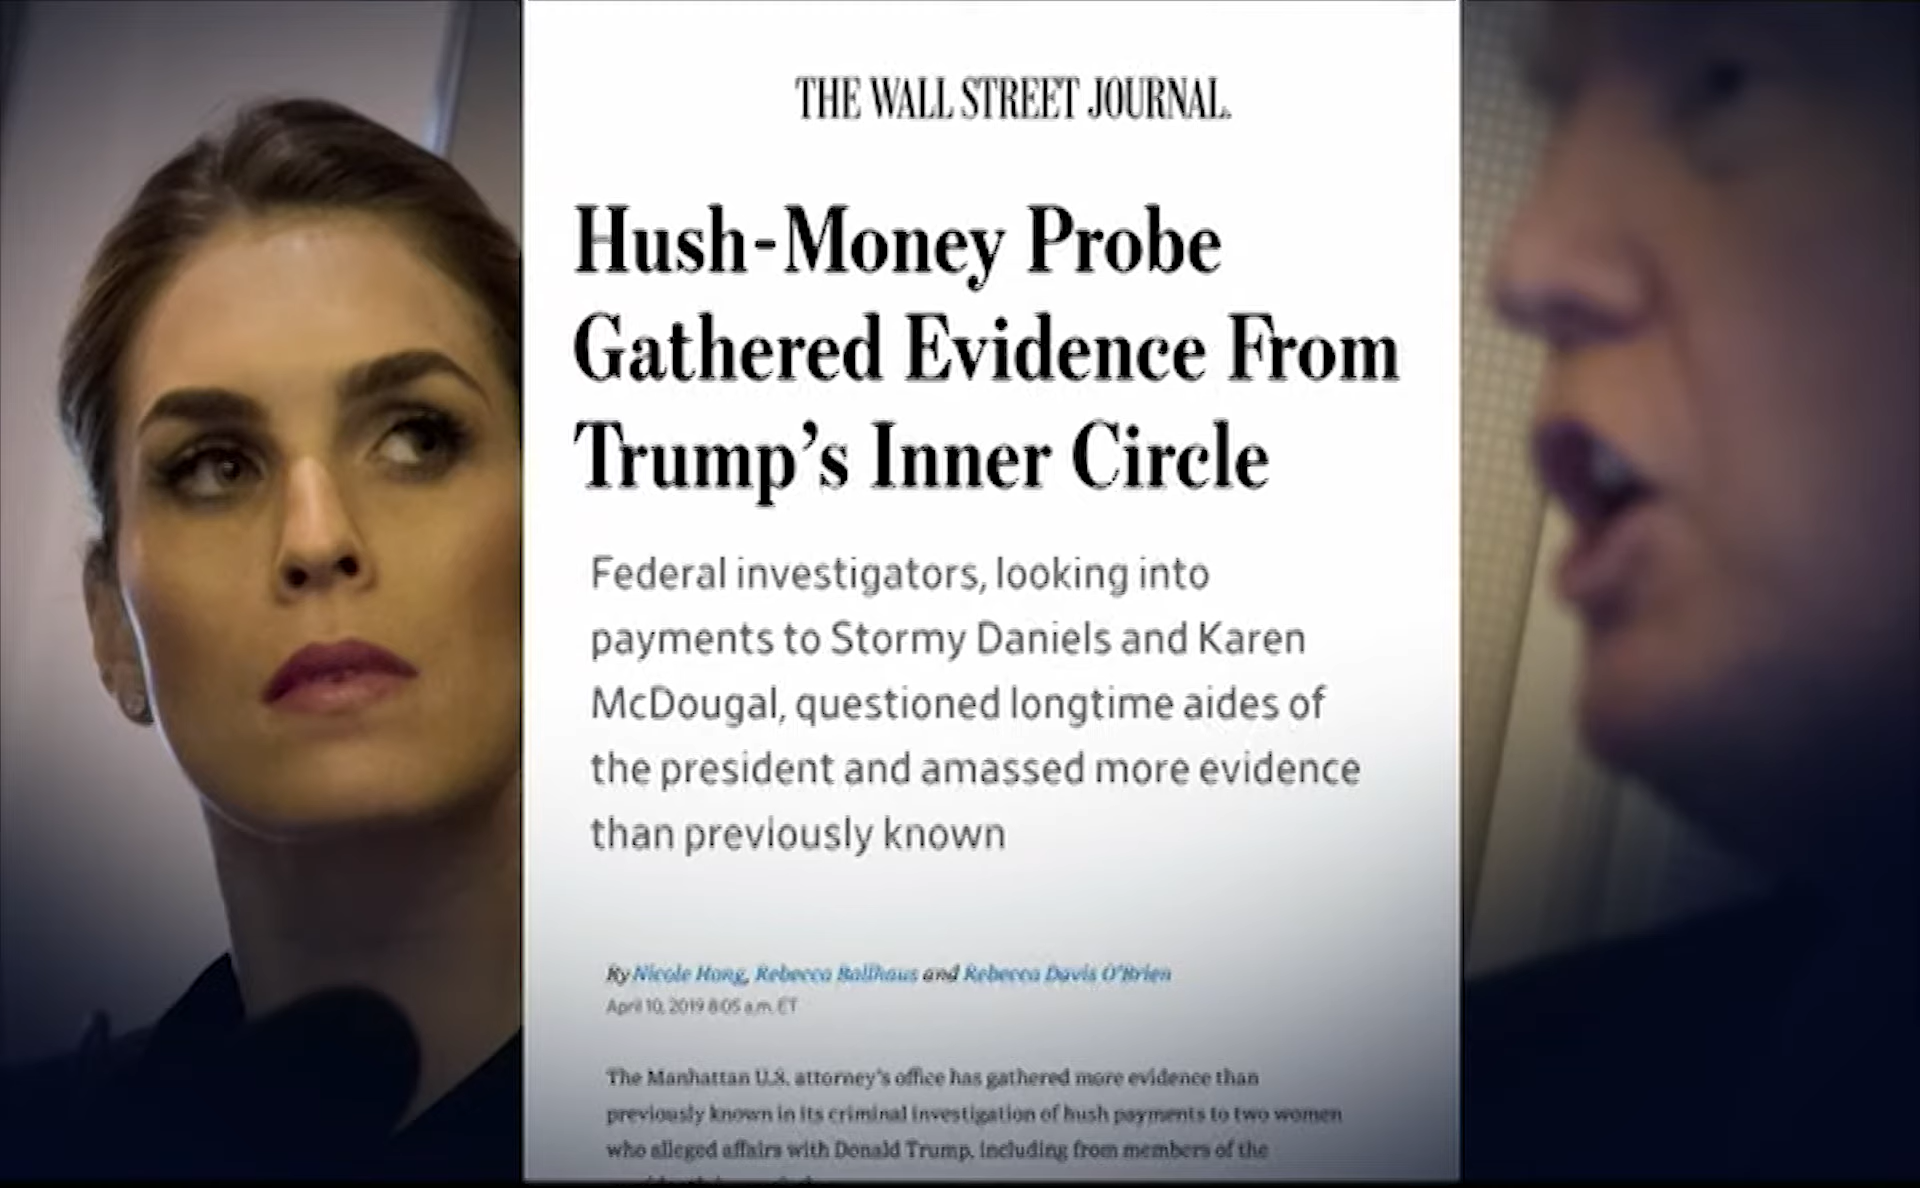 THE WALL STREET JOURNAL.
Hush-Money Probe
Gathered Evidence From
Trump's Inner Circle
Federal investigators, looking into
payments to Stormy Daniels and Karen
McDougal, questioned longtime aides of
the president and amassed more evidence
than previously known
By Nicole Hong, Rebecca Ballhaus and Rebecca Davis O'Brien
April 10, 2019 8:05 a.m. ET
The Manhattan U.S. attorney's office has gathered more evidence than
previously known in its criminal investigation of hush payments to two women
who alleged affairs with Donald Trump, including from members of the